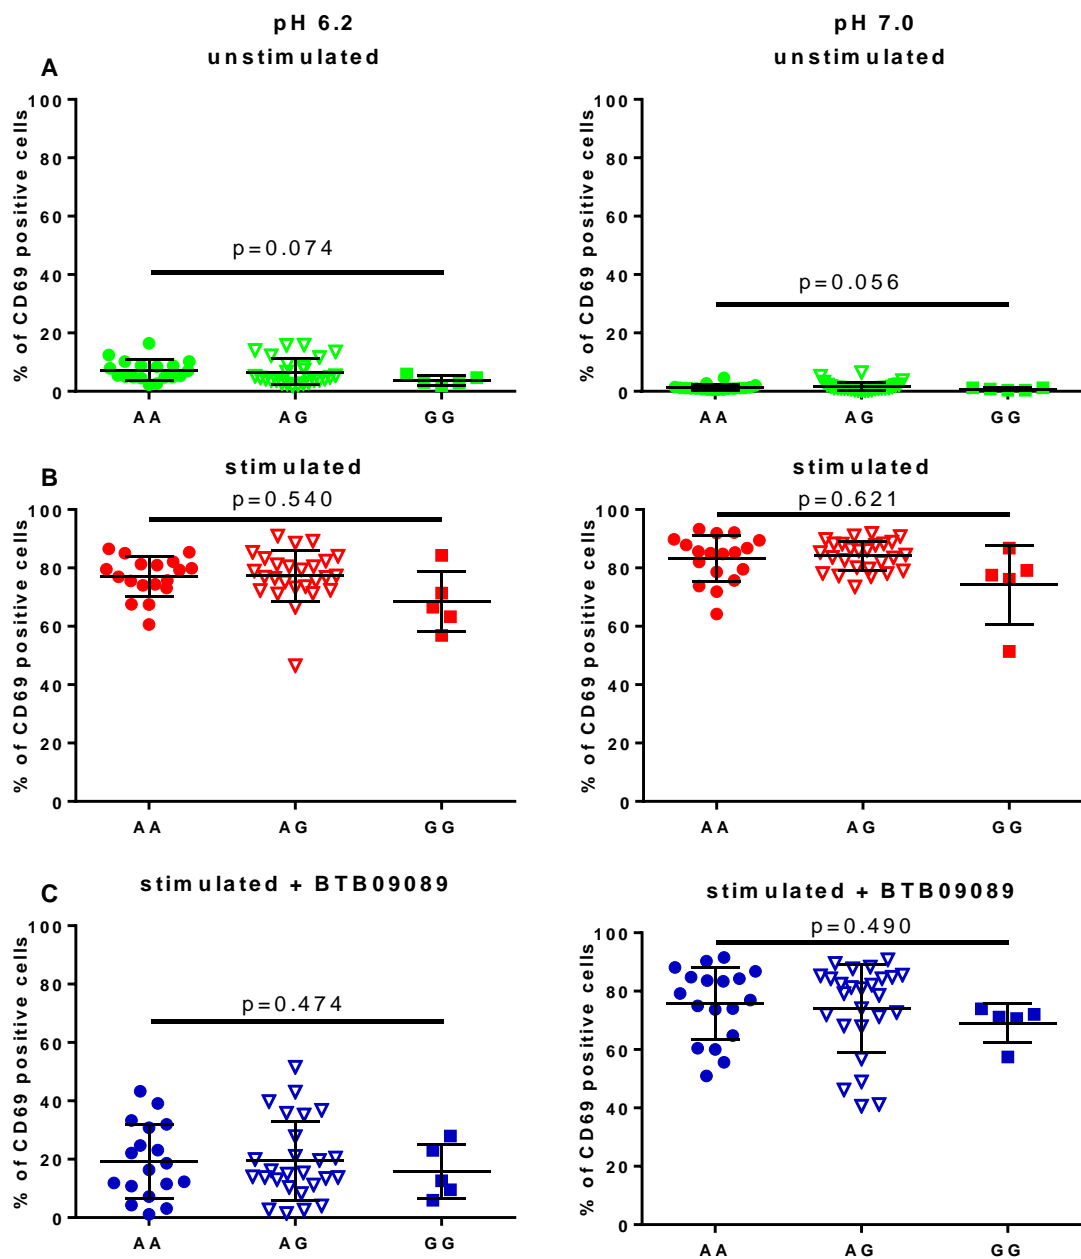 pH 6.2
unstimulated
pH 7.0
unstimulated
A
% of CD69 positive cells
100
80
60
40
20
0
p=0.074
AA
AG
GG
% of CD69 positive cells
100
80
60
40
20
0
p=0.056
AA
AG
GG
B
stimulated
p=0.540
% of CD69 positive cells
100
80
60
40
20
0
AA
AG
GG
stimulated
p=0.621
% of CD69 positive cells
100
80
60
40
20
0
AA
AG
GG
C
stimulated + BTB09089
% of CD69 positive cells
100
80
60
40
20
0
p=0.474
AA
AG
GG
stimulated + BTB09089
p=0.490
% of CD69 positive cells
100
80
60
40
20
0
AA
AG
GG